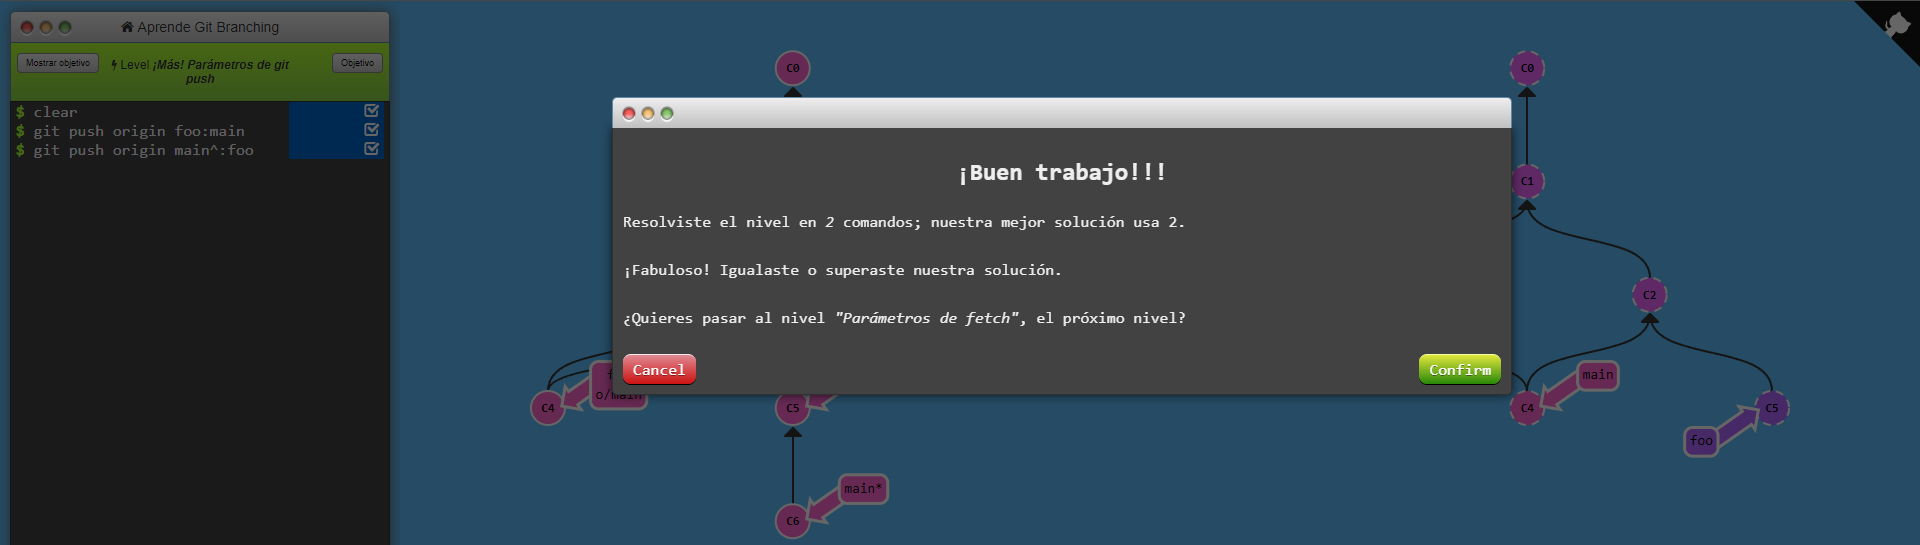 Aprende Git Branching
Mostrar objetivo
Level ¡Más! Parámetros de git
push
Objetivo
$ clear
$ git push origin foo:main
$ git push origin main^:foo
C0
C0
¡Buen trabajo!!!
Resolviste el nivel en 2 comandos; nuestra mejor solución usa 2.
¡Fabuloso! Igualaste o superaste nuestra solución.
¿Quieres pasar al nivel "Parámetros de fetch", el próximo nivel?
Cancel
Confirm
C1
C2
o/main
C4
C5
main
C4
C5
foo
main*
C6